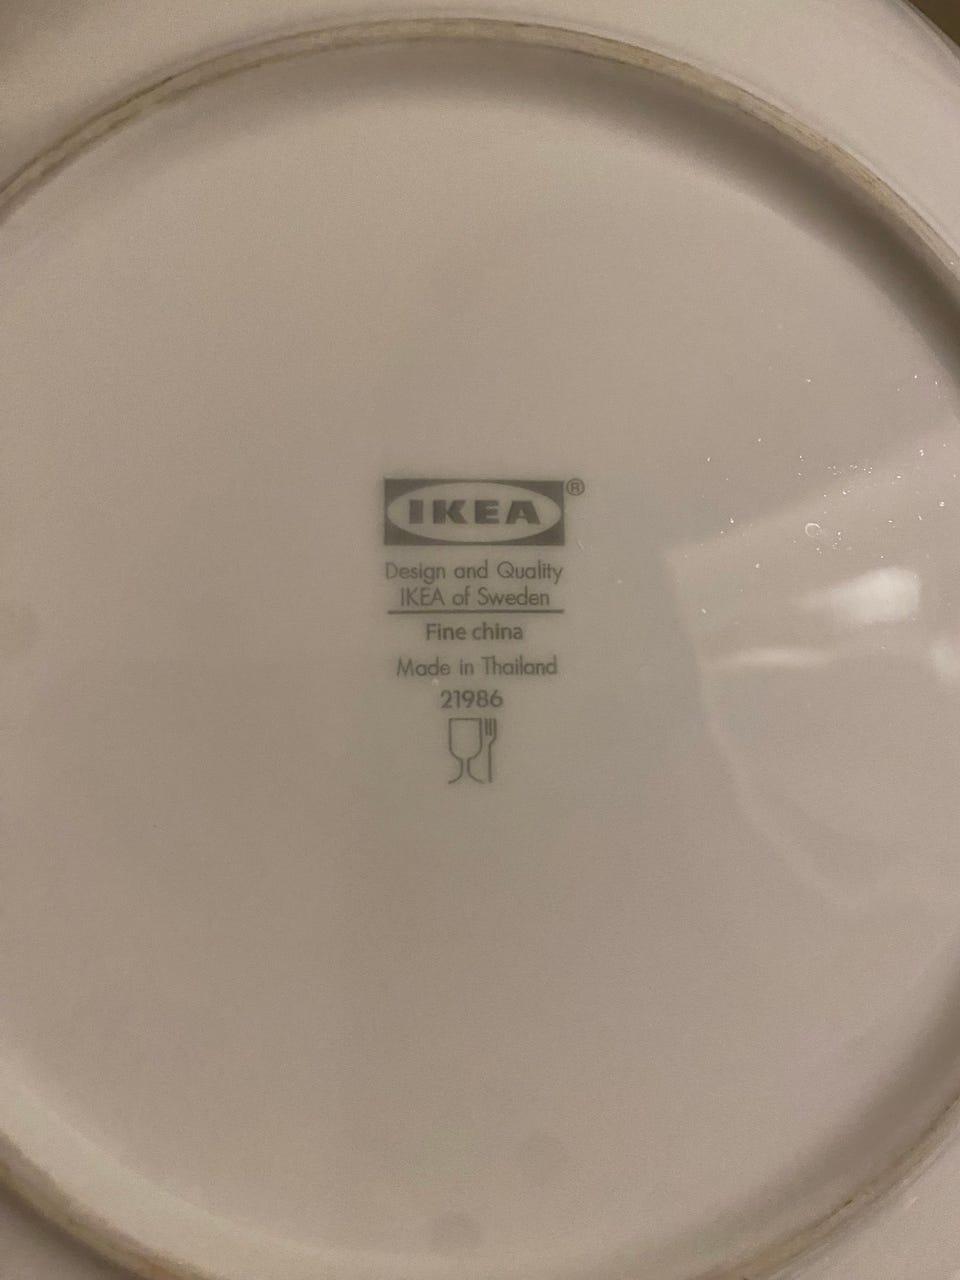 IKEA®
Design and Quality
IKEA of Sweden
Fine china
Made in Thailand
21986